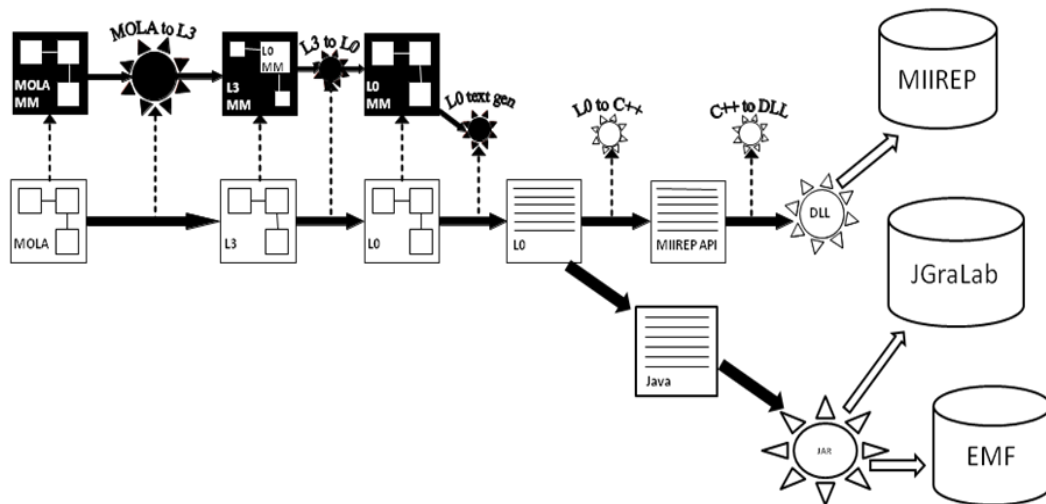 MOLA to L3
L3 to L0
L0 text gen
L0 to C++
C++ to DLL
MIIREP
MOLA
MM
L0
MM
L3
MM
L0
MM
MOLA
L3
L0
L0
MIIREP API
DLL
JGraLab
Java
JAR
EMF